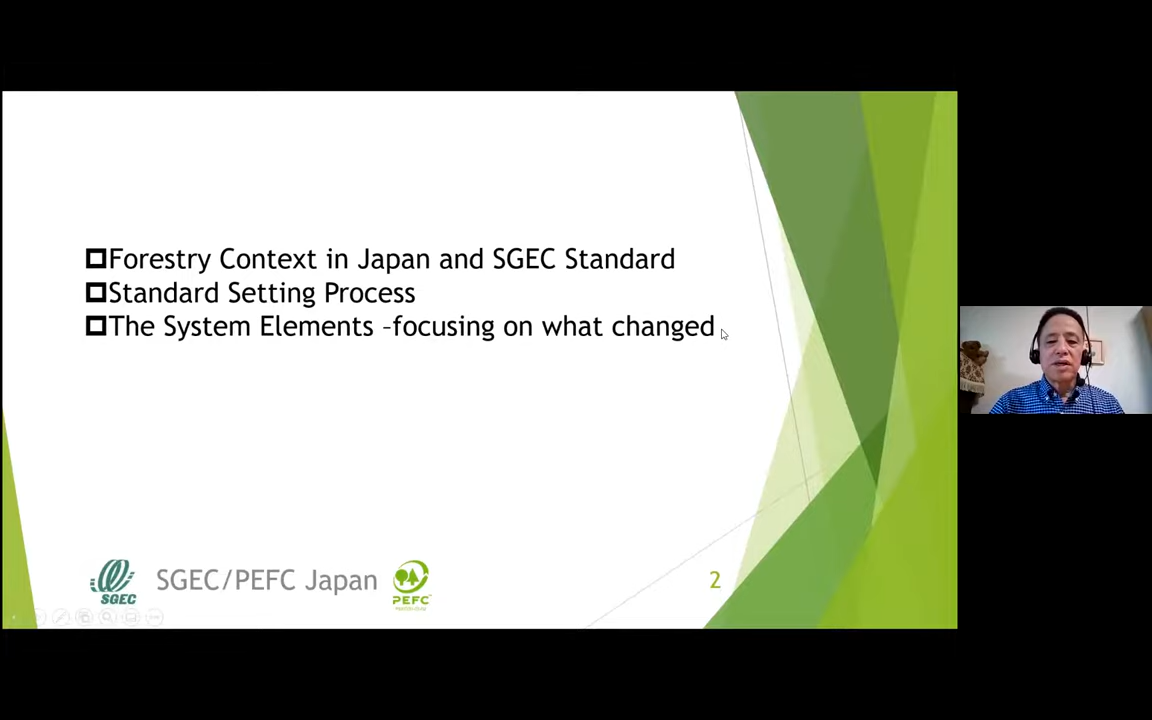 Forestry Context in Japan and SGEC Standard
Standard Setting Process
The System Elements –focusing on what changed
SGEC
SGEC/PEFC Japan
PEFC
2